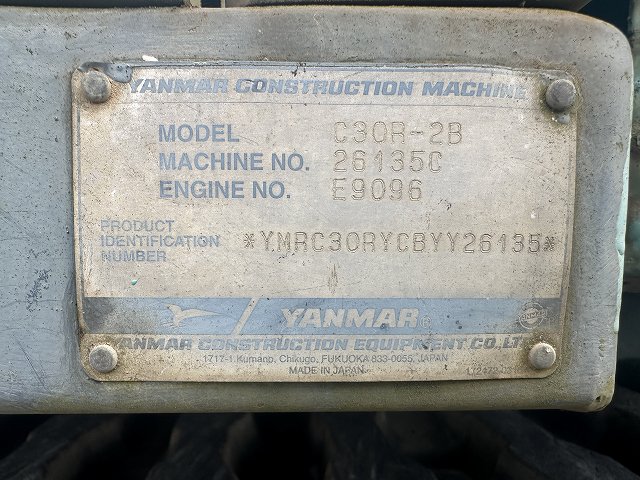 YANMAR CONSTRUCTION MACHINE
MODEL C30R-2B
MACHINE NO. 26135C
ENGINE NO. E9096
PRODUCT
IDENTIFICATION
NUMBER
*YMRC30RYCBYY26135*
YANMAR
YANMAR CONSTRUCTION EQUIPMENT CO., LTD.
1717-1, Kumano, Chikugo, FUKUOKA 833-0055, JAPAN
MADE IN JAPAN